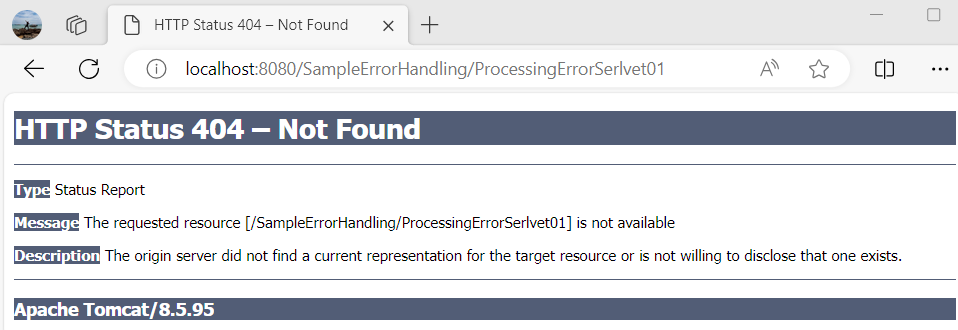 HTTP Status 404 – Not Found
localhost:8080/SampleErrorHandling/ProcessingErrorSerlvet01
HTTP Status 404 – Not Found
Type Status Report
Message The requested resource [/SampleErrorHandling/ProcessingErrorSerlvet01] is not available
Description The origin server did not find a current representation for the target resource or is not willing to disclose that one exists.
Apache Tomcat/8.5.95